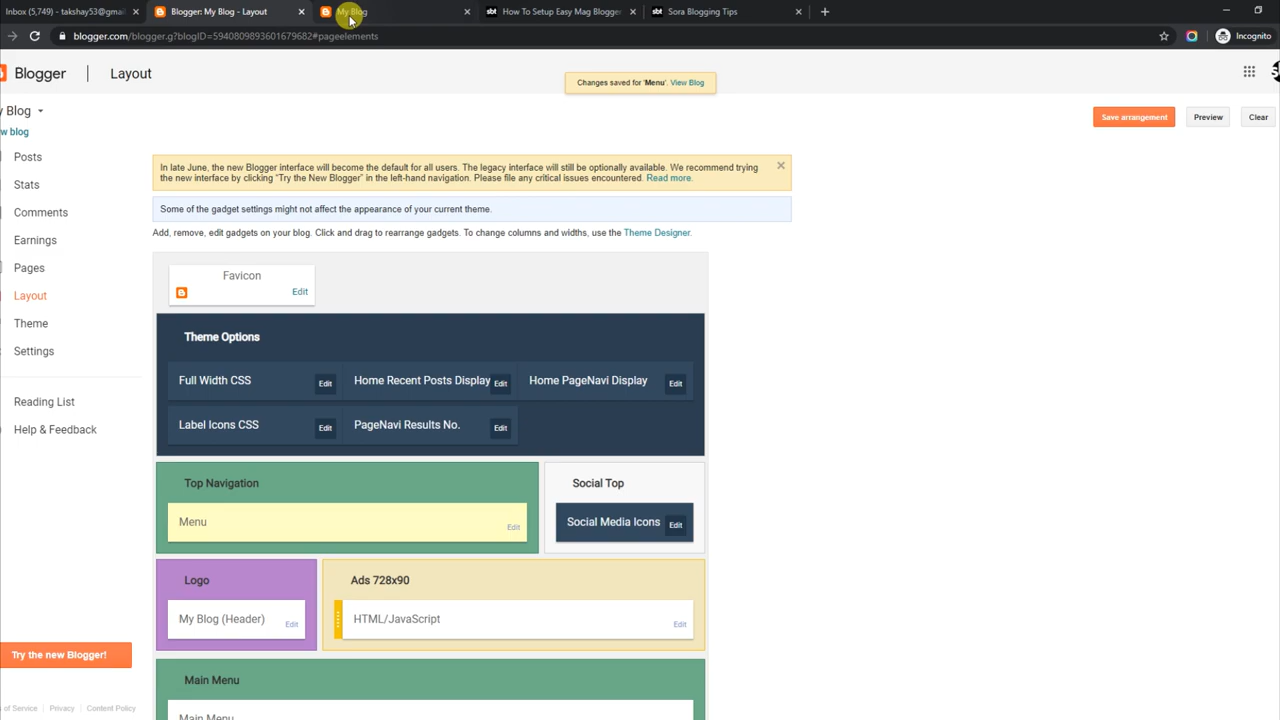 Inbox (5,749) - takshay53@gmail
Blogger: My Blog - Layout
My Blog
sbt How To Setup Easy Mag Blogger
sbt Sora Blogging Tips
blogger.com/blogger.g?blogID=5940809893601679682#pageelements
Incognito
Blogger
Layout
Changes saved for 'Menu'. View Blog
y Blog
w blog
Save arrangement
Preview
Clear
In late June, the new Blogger interface will become the default for all users. The legacy interface will still be optionally available. We recommend trying
the new interface by clicking "Try the New Blogger" in the left-hand navigation. Please file any critical issues encountered. Read more.
Some of the gadget settings might not affect the appearance of your current theme.
Add, remove, edit gadgets on your blog. Click and drag to rearrange gadgets. To change columns and widths, use the Theme Designer.
Posts
Stats
Comments
Earnings
Pages
Layout
Theme
Settings
Reading List
Help & Feedback
Favicon
Edit
Theme Options
Full Width CSS Edit
Home Recent Posts Display Edit
Home PageNavi Display Edit
Label Icons CSS Edit
PageNavi Results No. Edit
Top Navigation
Menu
Edit
Social Top
Social Media Icons Edit
Logo
My Blog (Header) Edit
Ads 728x90
HTML/JavaScript Edit
Main Menu
Main Menu
Try the new Blogger!
of Service
Privacy
Content Policy